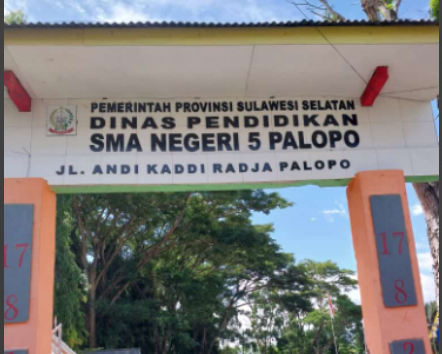 PEMERINTAH PROVINSI SULAWESI SELATAN
DINAS PENDIDIKAN
SMA NEGERI 5 PALOPO
JL. ANDI KADDI RADJA PALOPO
17
8
17
8